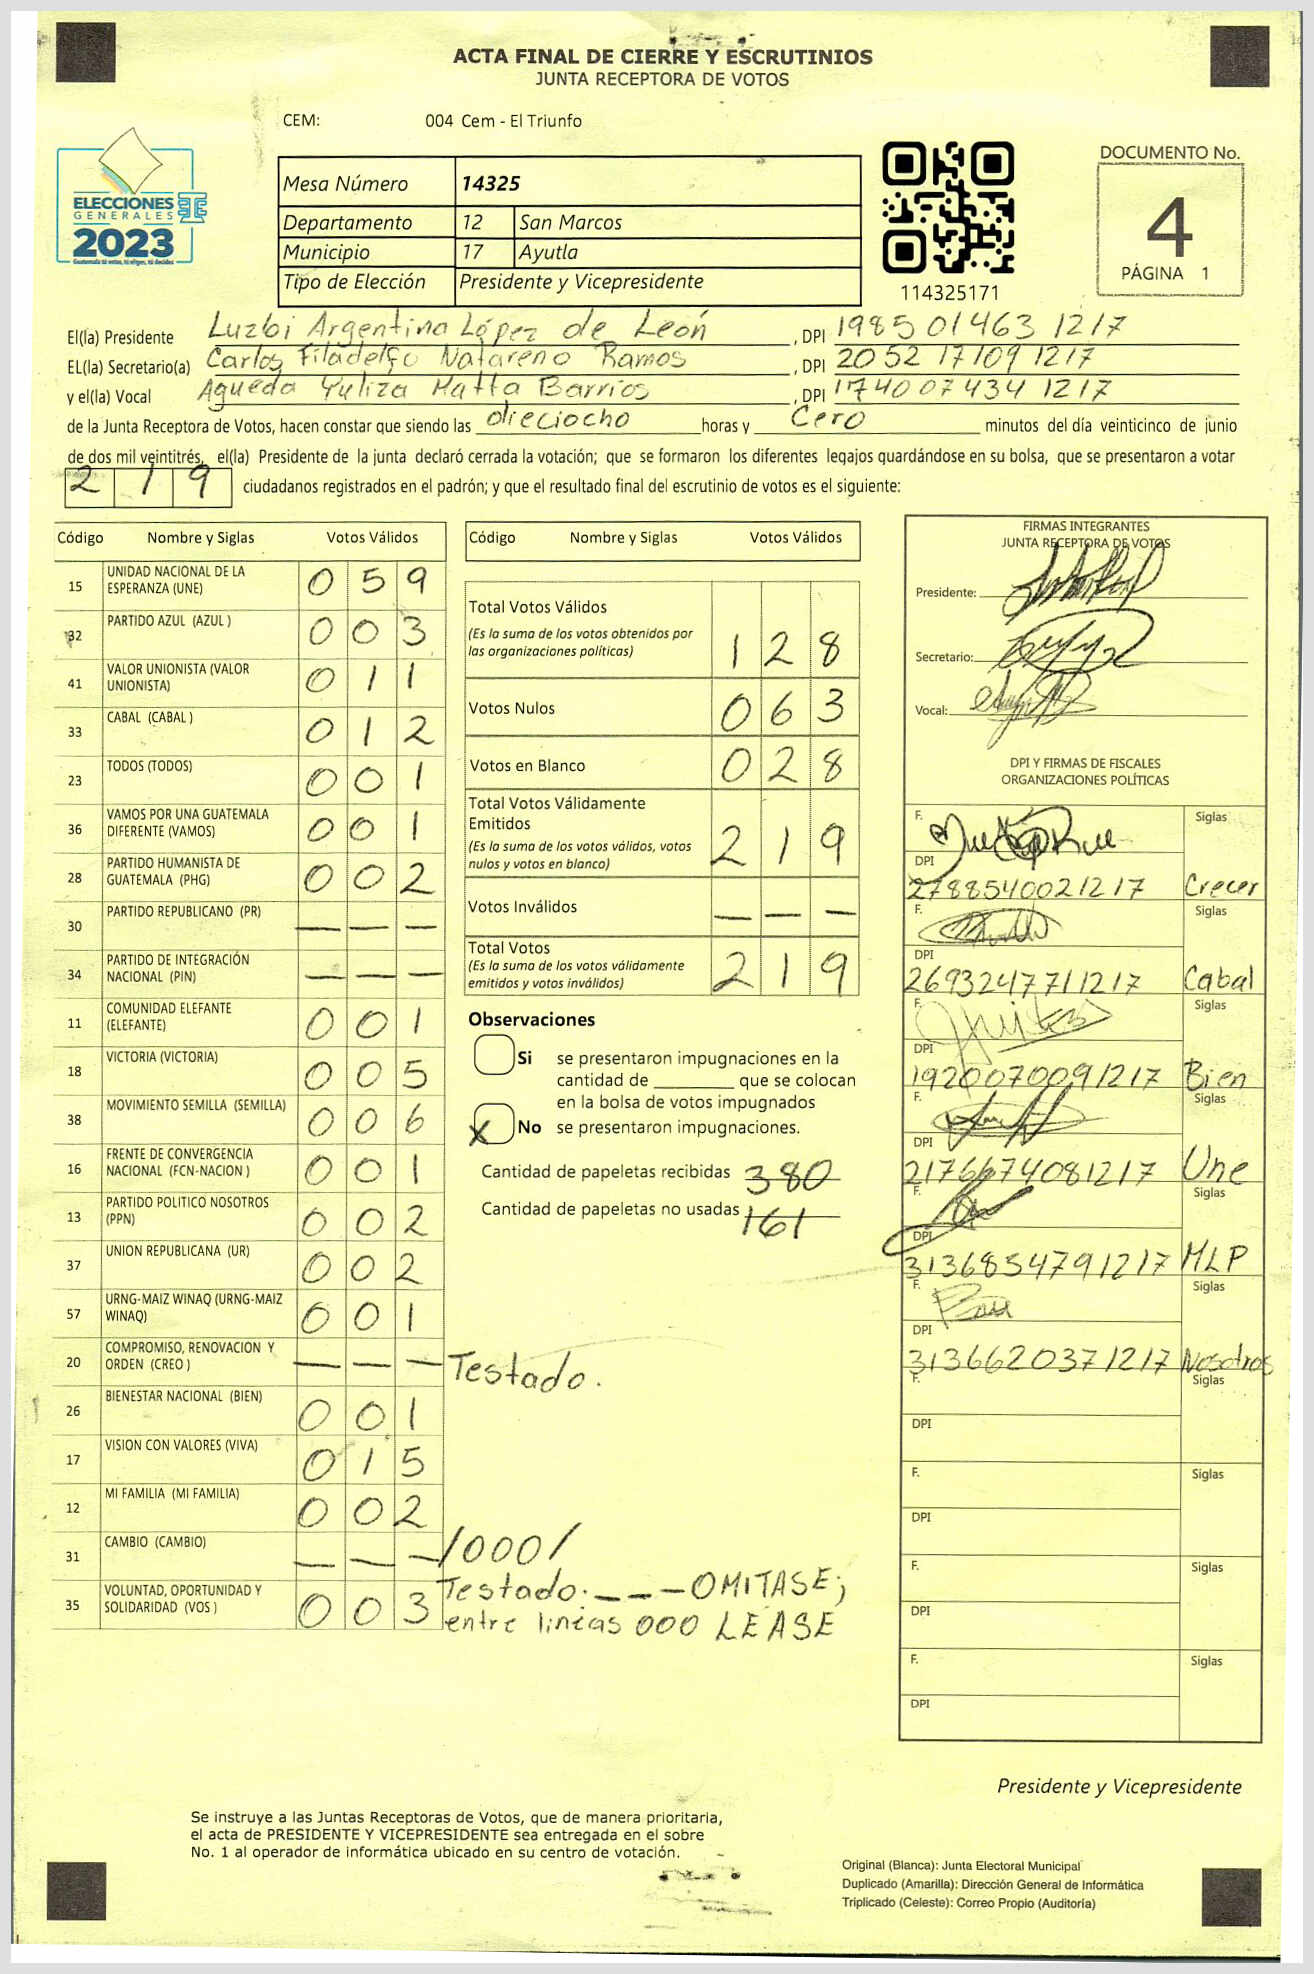 ACTA FINAL DE CIERRE Y ESCRUTINIOS
JUNTA RECEPTORA DE VOTOS
CEM: 004 Cem - El Triunfo
ELECCIONES
GENERALES
2023
Guatemala tú votas, tú eliges, tú decides
Mesa Número 14325
Departamento 12 San Marcos
Municipio 17 Ayutla
Tipo de Elección Presidente y Vicepresidente
114325171
DOCUMENTO No.
4
PÁGINA 1
El(la) Presidente Luzbi Argentina López de León, DPI 1985 01463 1217
EL(la) Secretario(a) Carlos Filadelfo Natareno Ramos, DPI 2052 17109 1217
y el(la) Vocal Agueda Yuliza Matta Barrios, DPI 174007434 1217
de la Junta Receptora de Votos, hacen constar que siendo las dieciocho horas y Cero minutos del día veinticinco de junio
de dos mil veintitrés, el(la) Presidente de la junta declaró cerrada la votación; que se formaron los diferentes legajos guardándose en su bolsa, que se presentaron a votar
2 1 9 ciudadanos registrados en el padrón; y que el resultado final del escrutinio de votos es el siguiente:
Código Nombre y Siglas Votos Válidos
15 UNIDAD NACIONAL DE LA ESPERANZA (UNE) 0 5 9
32 PARTIDO AZUL (AZUL ) 0 0 3
41 VALOR UNIONISTA (VALOR UNIONISTA) 0 1 1
33 CABAL (CABAL ) 0 1 2
23 TODOS (TODOS) 0 0 1
36 VAMOS POR UNA GUATEMALA DIFERENTE (VAMOS) 0 0 1
28 PARTIDO HUMANISTA DE GUATEMALA (PHG) 0 0 2
30 PARTIDO REPUBLICANO (PR) — — —
34 PARTIDO DE INTEGRACIÓN NACIONAL (PIN) — — —
11 COMUNIDAD ELEFANTE (ELEFANTE) 0 0 1
18 VICTORIA (VICTORIA) 0 0 5
38 MOVIMIENTO SEMILLA (SEMILLA) 0 0 6
16 FRENTE DE CONVERGENCIA NACIONAL (FCN-NACION ) 0 0 1
13 PARTIDO POLITICO NOSOTROS (PPN) 0 0 2
37 UNION REPUBLICANA (UR) 0 0 2
57 URNG-MAIZ WINAQ (URNG-MAIZ WINAQ) 0 0 1
20 COMPROMISO, RENOVACION Y ORDEN (CREO ) — — — Testado.
26 BIENESTAR NACIONAL (BIEN) 0 0 1
17 VISION CON VALORES (VIVA) 0 1 5
12 MI FAMILIA (MI FAMILIA) 0 0 2
31 CAMBIO (CAMBIO) — — — /000/
35 VOLUNTAD, OPORTUNIDAD Y SOLIDARIDAD (VOS ) 0 0 3
Testado: — — — OMITASE;
entre lineas 000 LEASE
Código Nombre y Siglas Votos Válidos
Total Votos Válidos
(Es la suma de los votos obtenidos por
las organizaciones políticas) 1 2 8
Votos Nulos 0 6 3
Votos en Blanco 0 2 8
Total Votos Válidamente
Emitidos
(Es la suma de los votos válidos, votos
nulos y votos en blanco) 2 1 9
Votos Inválidos — — —
Total Votos
(Es la suma de los votos válidamente
emitidos y votos inválidos) 2 1 9
Observaciones
Si se presentaron impugnaciones en la
cantidad de ________ que se colocan
en la bolsa de votos impugnados
X No se presentaron impugnaciones.
Cantidad de papeletas recibidas 380
Cantidad de papeletas no usadas 161
FIRMAS INTEGRANTES
JUNTA RECEPTORA DE VOTOS
Presidente:
Secretario:
Vocal:
DPI Y FIRMAS DE FISCALES
ORGANIZACIONES POLÍTICAS
F. Siglas
DPI
2788540021217 Crecer
F. Siglas
DPI
2693247711217 Cabal
F. Siglas
DPI
1920070091217 Bien
F. Siglas
DPI
2176674081217 Une
F. Siglas
DPI
3136854791217 MLP
F. Siglas
DPI
3136620371217 Nosotros
F. Siglas
DPI
F. Siglas
DPI
F. Siglas
DPI
F. Siglas
DPI
Presidente y Vicepresidente
Se instruye a las Juntas Receptoras de Votos, que de manera prioritaria,
el acta de PRESIDENTE Y VICEPRESIDENTE sea entregada en el sobre
No. 1 al operador de informática ubicado en su centro de votación.
Original (Blanca): Junta Electoral Municipal
Duplicado (Amarilla): Dirección General de Informática
Triplicado (Celeste): Correo Propio (Auditoría)